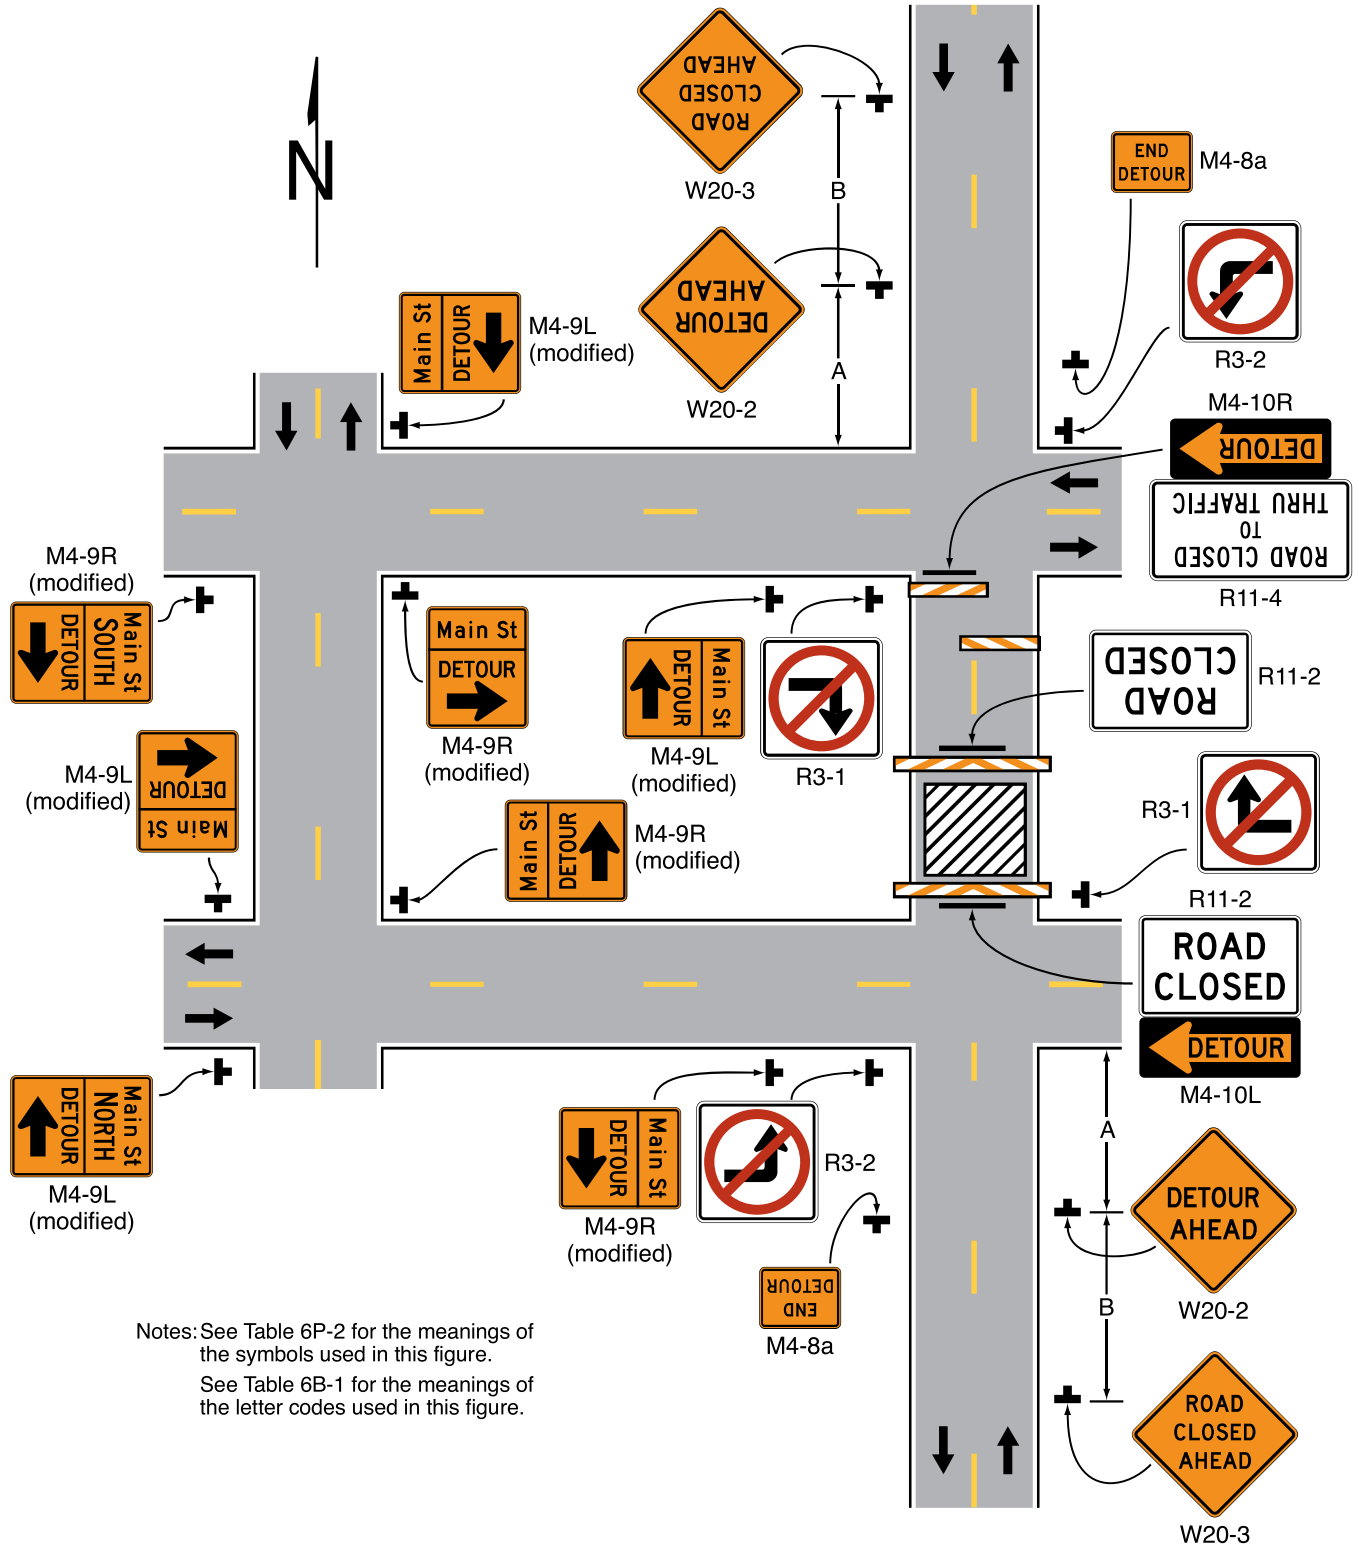 ROAD
CLOSED
AHEAD
W20-3
B
N
END
DETOUR
M4-8a
DETOUR
AHEAD
W20-2
A
R3-2
Main St
DETOUR
M4-9L
(modified)
M4-10R
DETOUR
ROAD CLOSED
TO
THRU TRAFFIC
R11-4
M4-9R
(modified)
Main St
SOUTH
DETOUR
Main St
DETOUR
M4-9R
(modified)
Main St
DETOUR
M4-9L
(modified)
R3-1
ROAD
CLOSED
R11-2
M4-9L
(modified)
Main St
DETOUR
Main St
DETOUR
M4-9R
(modified)
R3-1
R11-2
ROAD
CLOSED
DETOUR
M4-10L
Main St
NORTH
DETOUR
M4-9L
(modified)
Main St
DETOUR
M4-9R
(modified)
R3-2
END
DETOUR
M4-8a
A
DETOUR
AHEAD
W20-2
B
ROAD
CLOSED
AHEAD
W20-3
Notes: See Table 6P-2 for the meanings of
the symbols used in this figure.
See Table 6B-1 for the meanings of
the letter codes used in this figure.